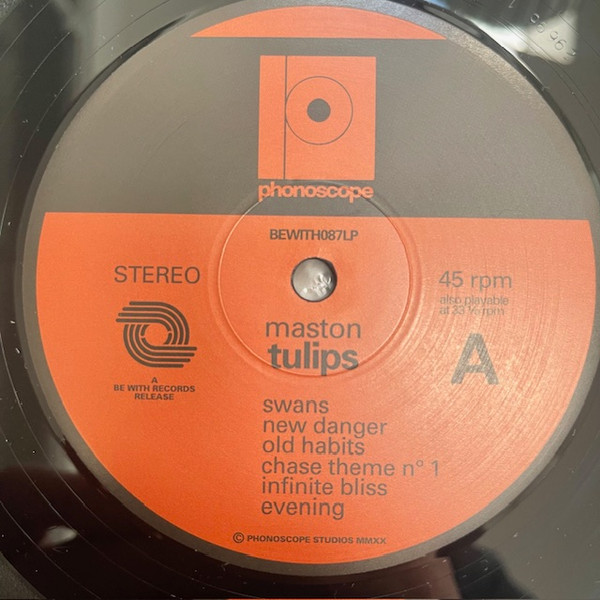 phonoscope
BEWITH087LP
STEREO
45 rpm
also playable
at 33 ⅓ rpm
maston
tulips
A
A
BE WITH RECORDS
RELEASE
swans
new danger
old habits
chase theme nº 1
infinite bliss
evening
© PHONOSCOPE STUDIOS MMXX